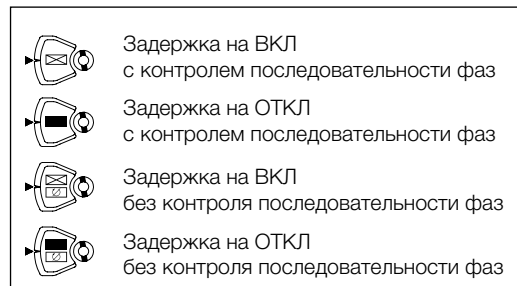 Задержка на ВКЛ
с контролем последовательности фаз
Задержка на ОТКЛ
с контролем последовательности фаз
Задержка на ВКЛ
без контроля последовательности фаз
Задержка на ОТКЛ
без контроля последовательности фаз